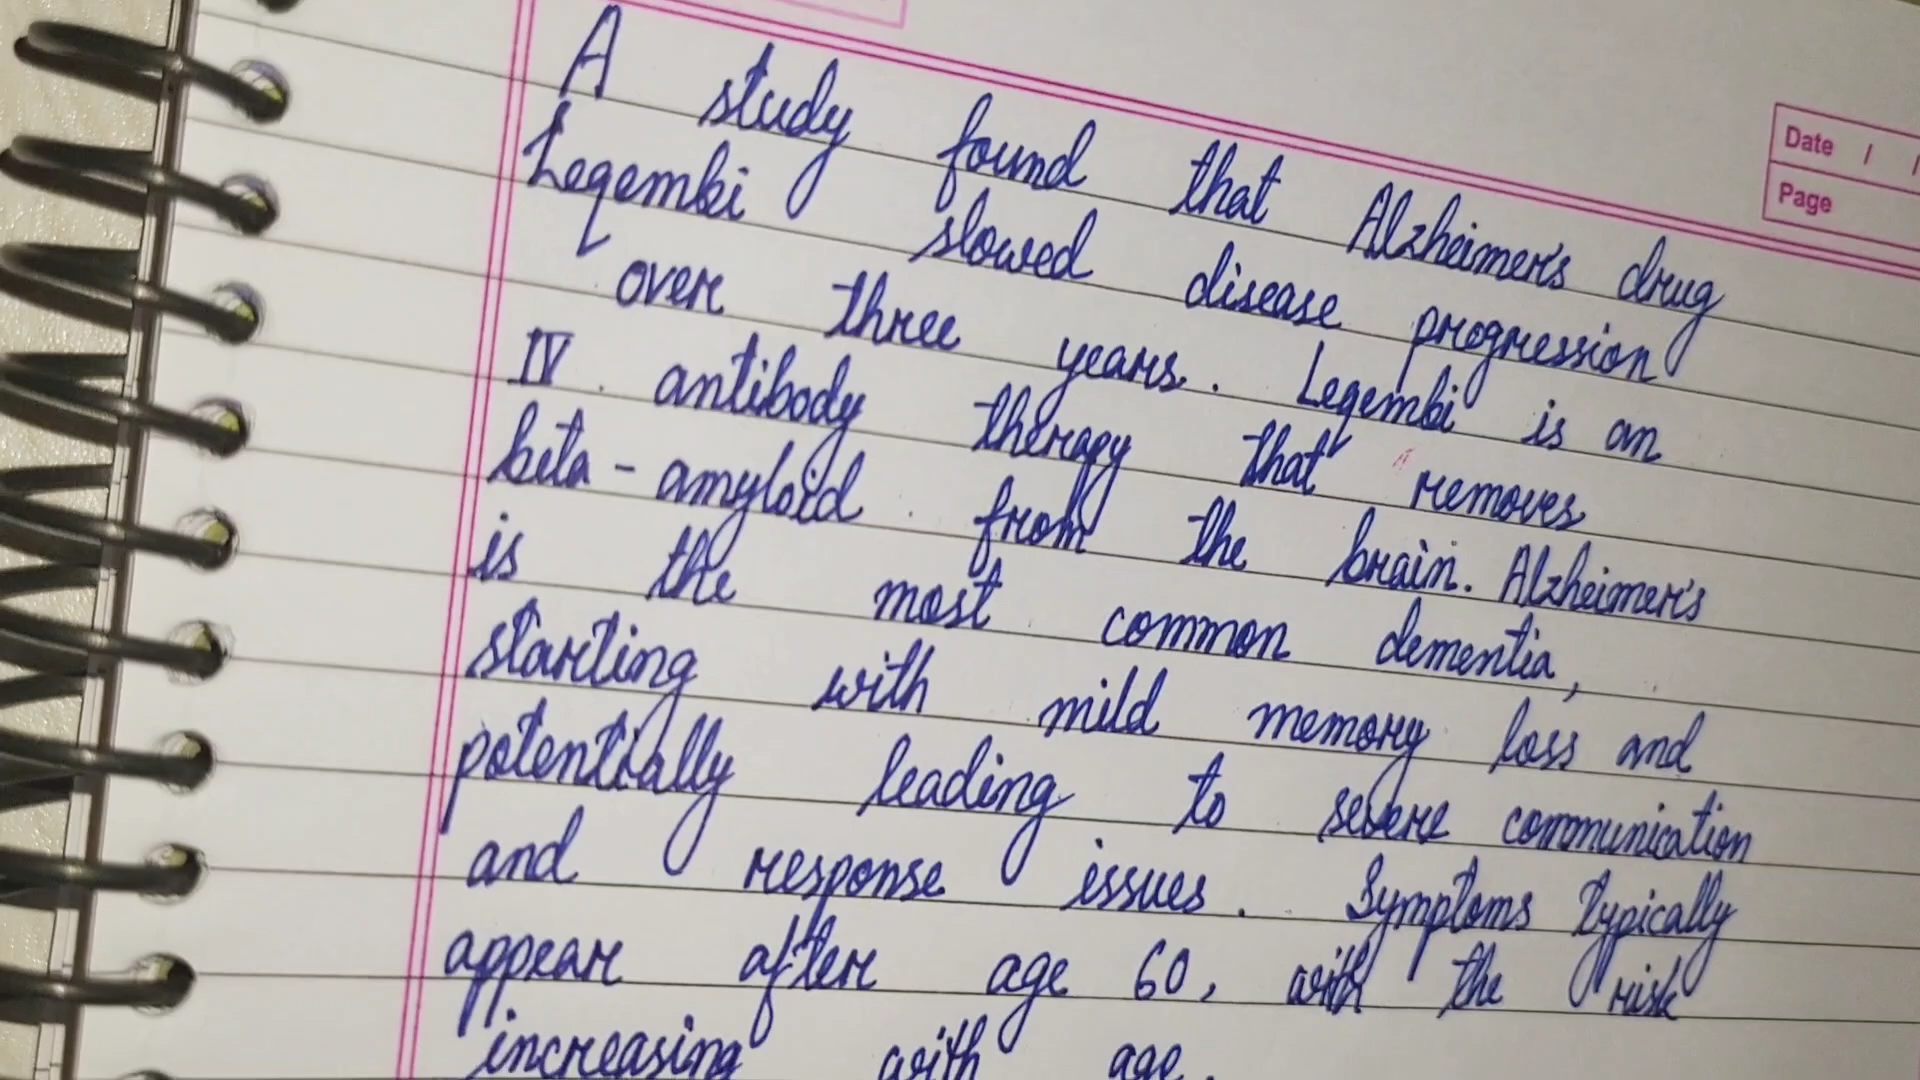 A study found that Alzheimer's drug
Leqembi slowed disease progression
over three years. Leqembi is an
IV antibody therapy that removes
beta-amyloid from the brain. Alzheimer's
is the most common dementia,
starting with mild memory loss and
potentially leading to severe communication
and response issues. Symptoms typically
appear after age 60, with the risk
increasing with age.
Date / /
Page